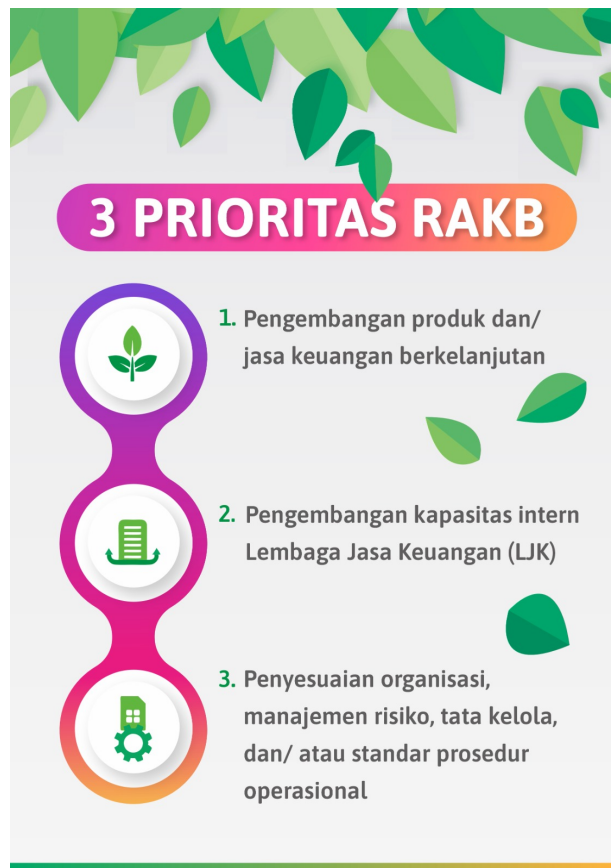 3 PRIORITAS RAKB
1. Pengembangan produk dan/
jasa keuangan berkelanjutan
2. Pengembangan kapasitas intern
Lembaga Jasa Keuangan (LJK)
3. Penyesuaian organisasi,
manajemen risiko, tata kelola,
dan/ atau standar prosedur
operasional